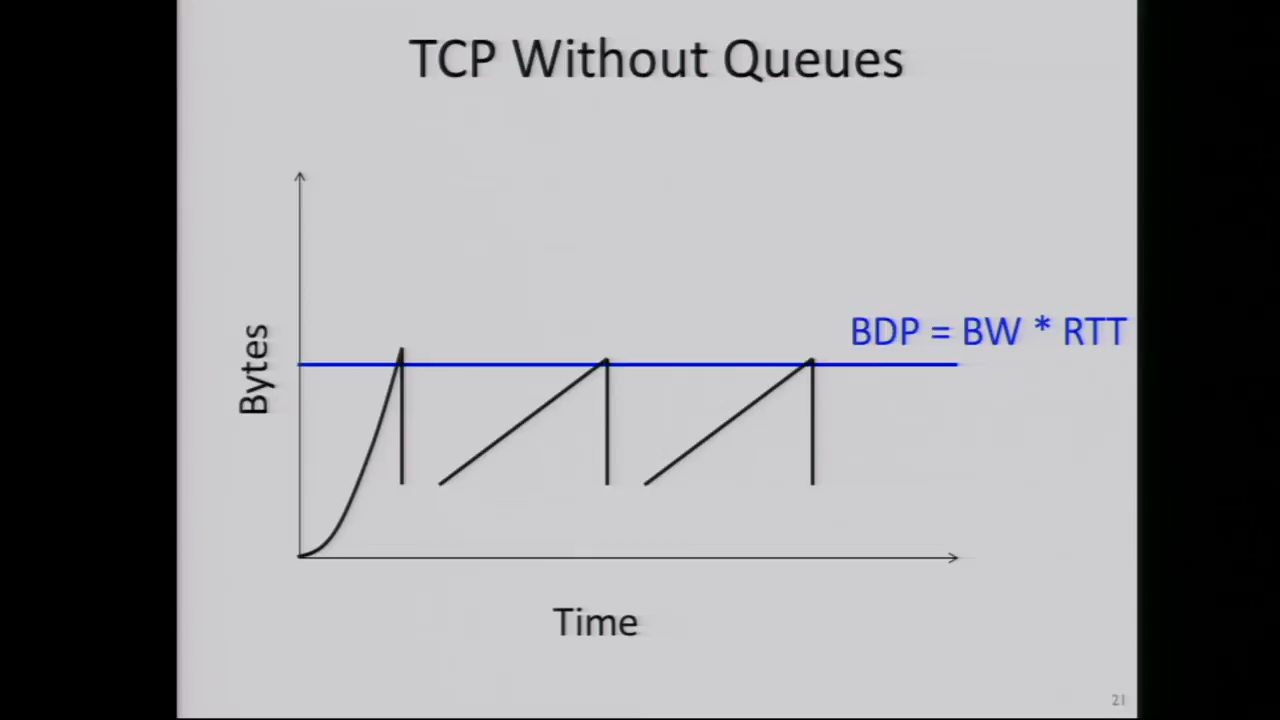 TCP Without Queues
BDP = BW * RTT
Bytes
Time
21